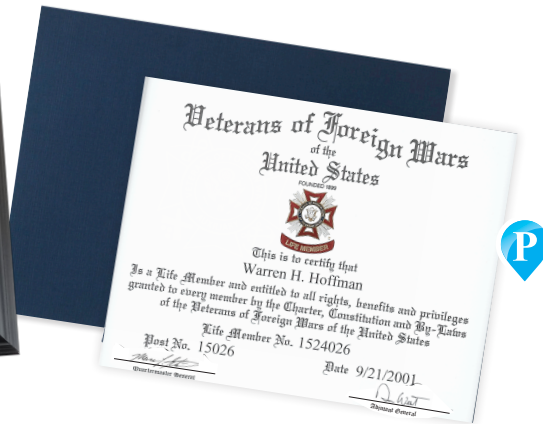 Veterans of Foreign Wars
of the
United States
FOUNDED 1899
LIFE MEMBER
This is to certify that
Warren H. Hoffman
Is a Life Member and entitled to all rights, benefits and privileges
granted to every member by the Charter, Constitution and By-Laws
of the Veterans of Foreign Wars of the United States
Life Member No. 1524026
Post No. 15026
Date 9/21/2001
Quartermaster General
Adjutant General
P